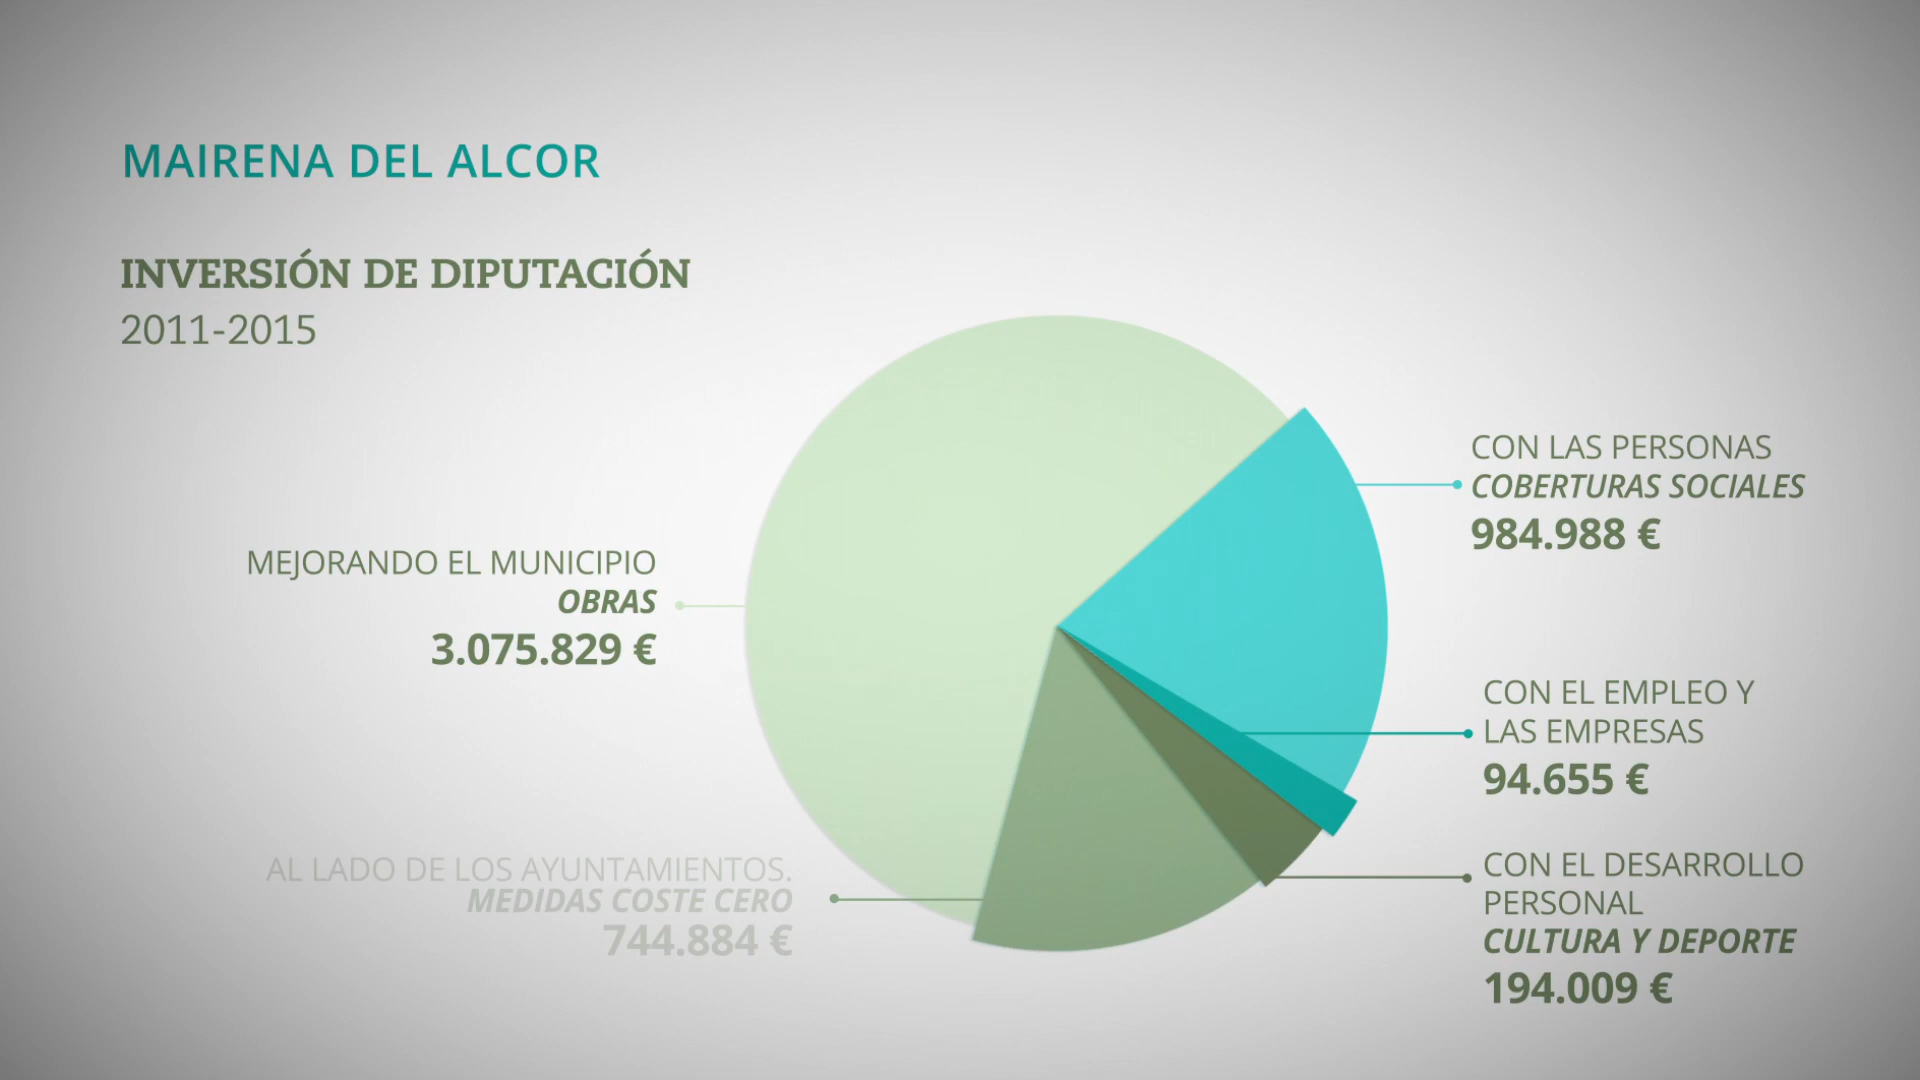 MAIRENA DEL ALCOR
INVERSIÓN DE DIPUTACIÓN
2011-2015
MEJORANDO EL MUNICIPIO
OBRAS
3.075.829 €
AL LADO DE LOS AYUNTAMIENTOS.
MEDIDAS COSTE CERO
744.884 €
CON LAS PERSONAS
COBERTURAS SOCIALES
984.988 €
CON EL EMPLEO Y
LAS EMPRESAS
94.655 €
CON EL DESARROLLO
PERSONAL
CULTURA Y DEPORTE
194.009 €